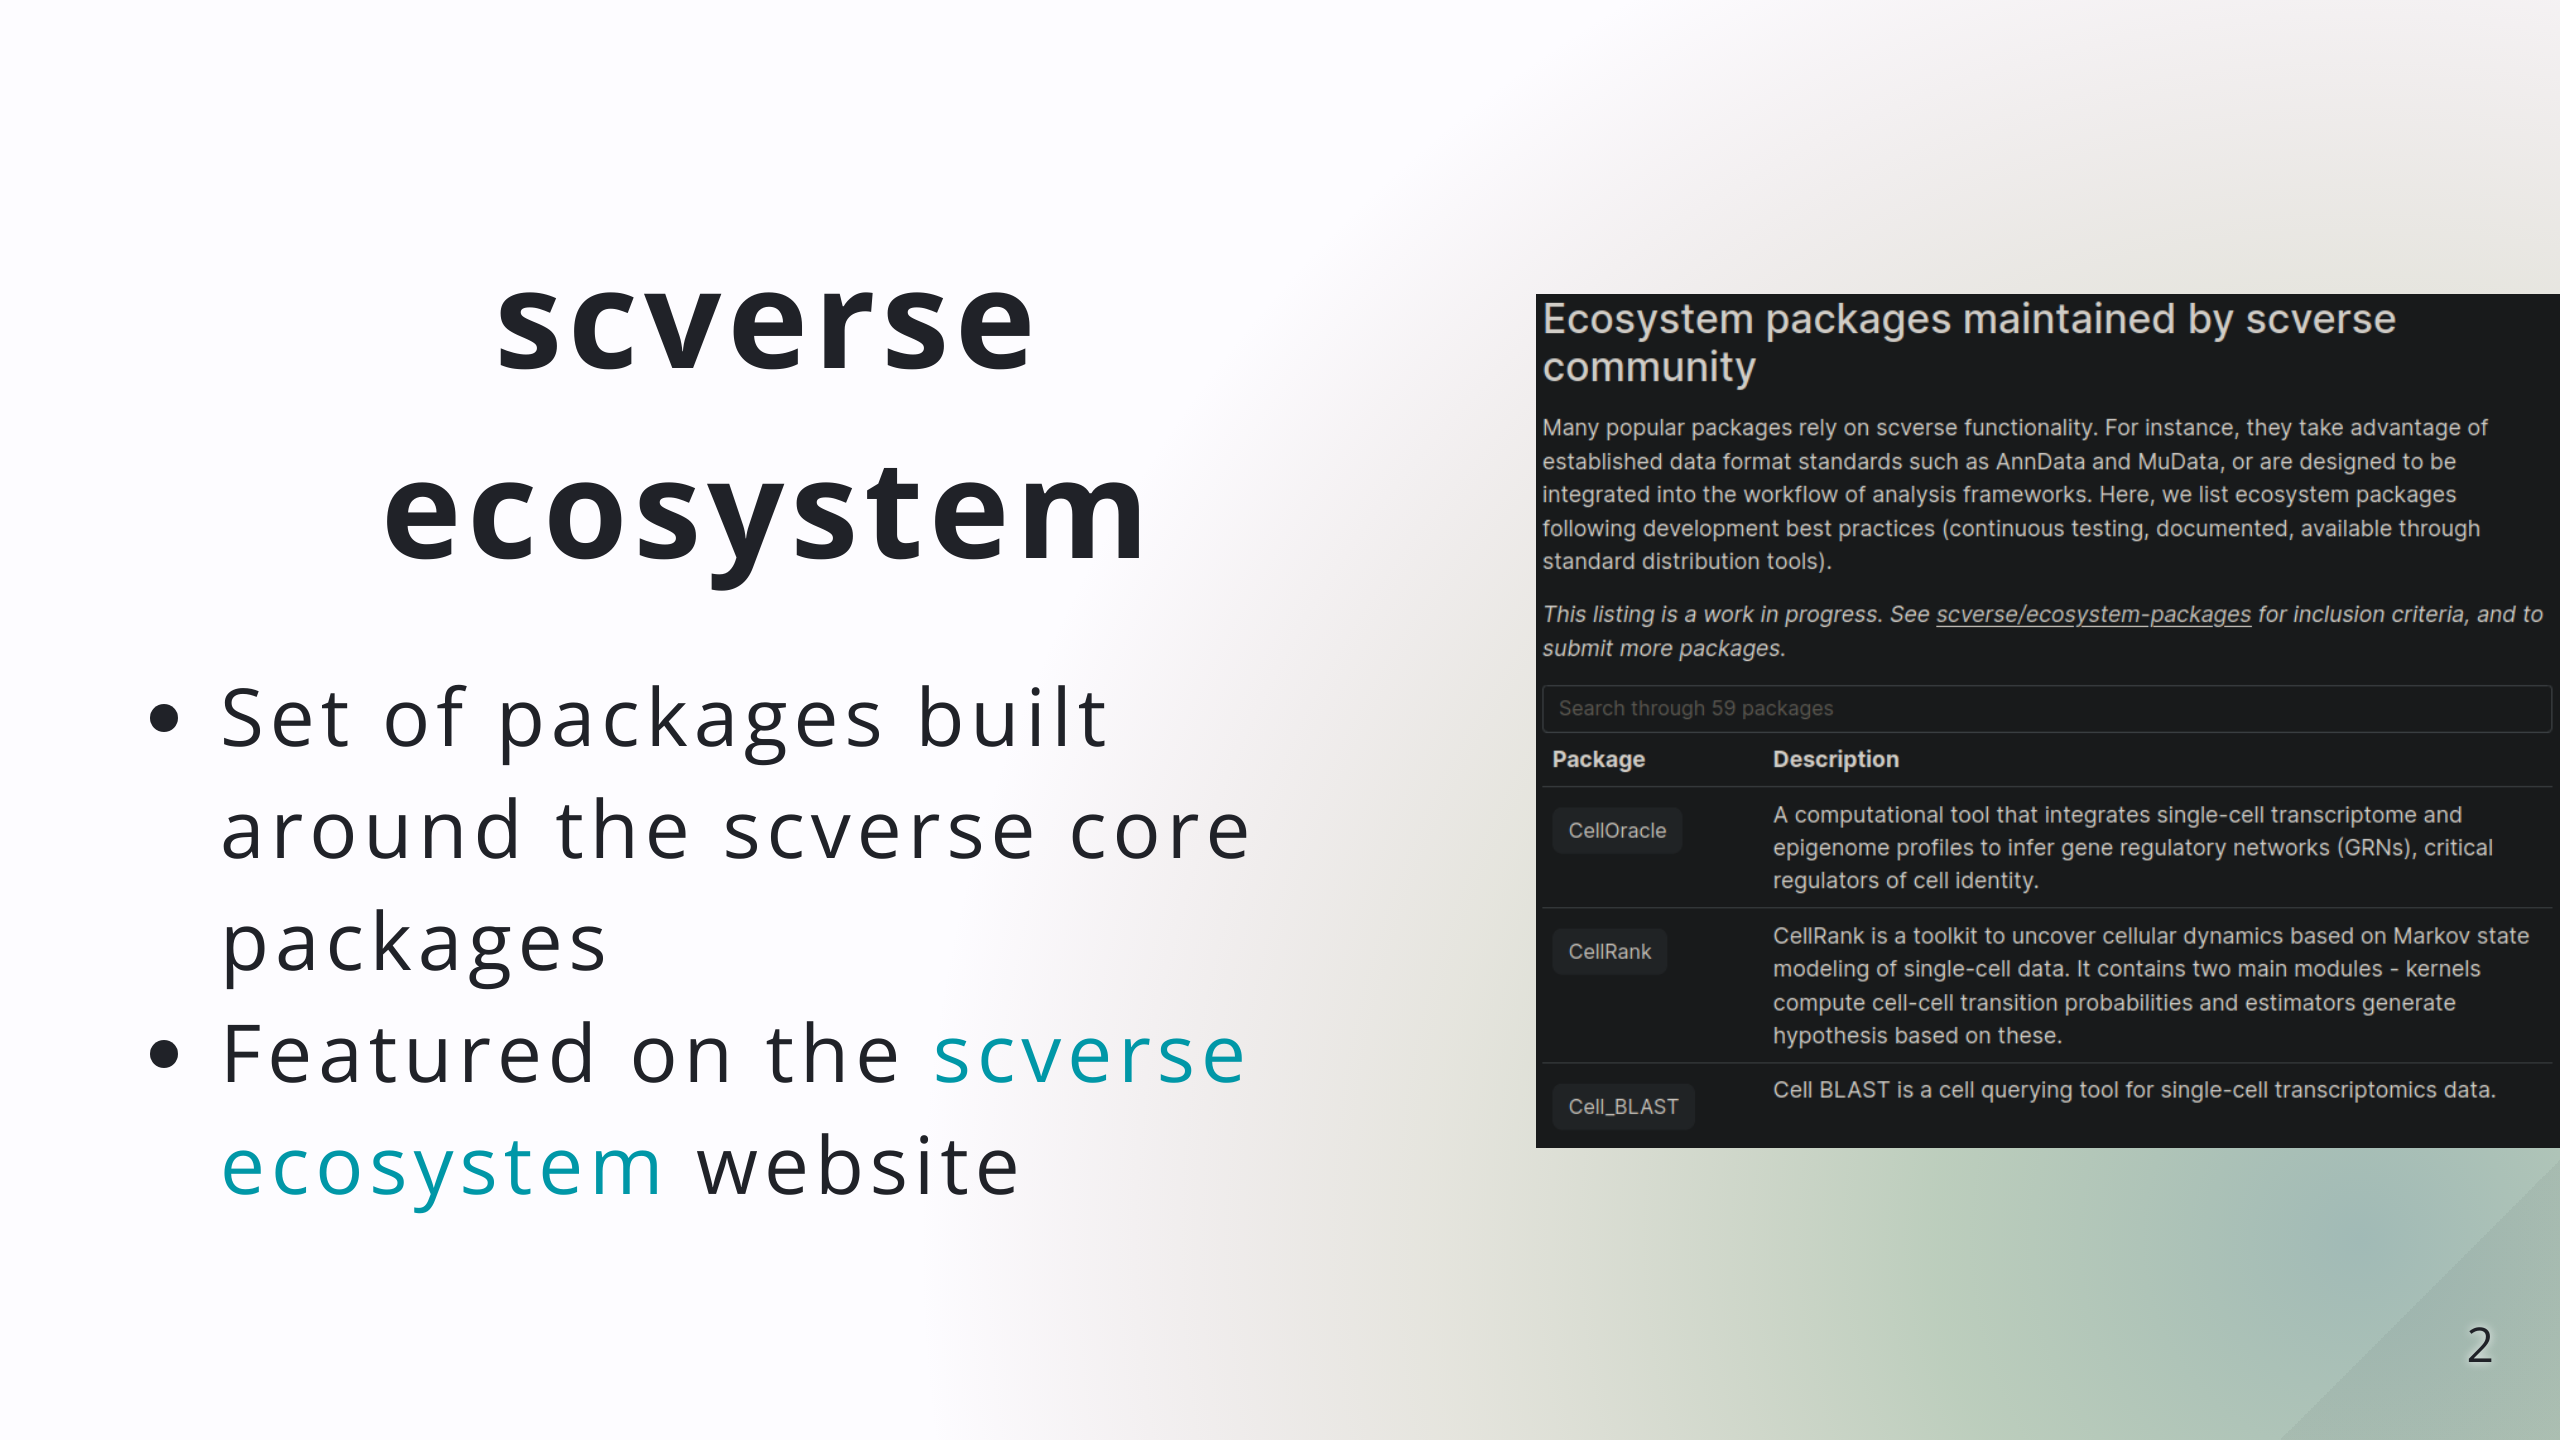 scverse
ecosystem
Set of packages built
around the scverse core
packages
Featured on the scverse
ecosystem website
Ecosystem packages maintained by scverse
community
Many popular packages rely on scverse functionality. For instance, they take advantage of
established data format standards such as AnnData and MuData, or are designed to be
integrated into the workflow of analysis frameworks. Here, we list ecosystem packages
following development best practices (continuous testing, documented, available through
standard distribution tools).
This listing is a work in progress. See scverse/ecosystem-packages for inclusion criteria, and to
submit more packages.
Search through 59 packages
Package Description
CellOracle
A computational tool that integrates single-cell transcriptome and
epigenome profiles to infer gene regulatory networks (GRNs), critical
regulators of cell identity.
CellRank
CellRank is a toolkit to uncover cellular dynamics based on Markov state
modeling of single-cell data. It contains two main modules - kernels
compute cell-cell transition probabilities and estimators generate
hypothesis based on these.
Cell_BLAST
Cell BLAST is a cell querying tool for single-cell transcriptomics data.
2